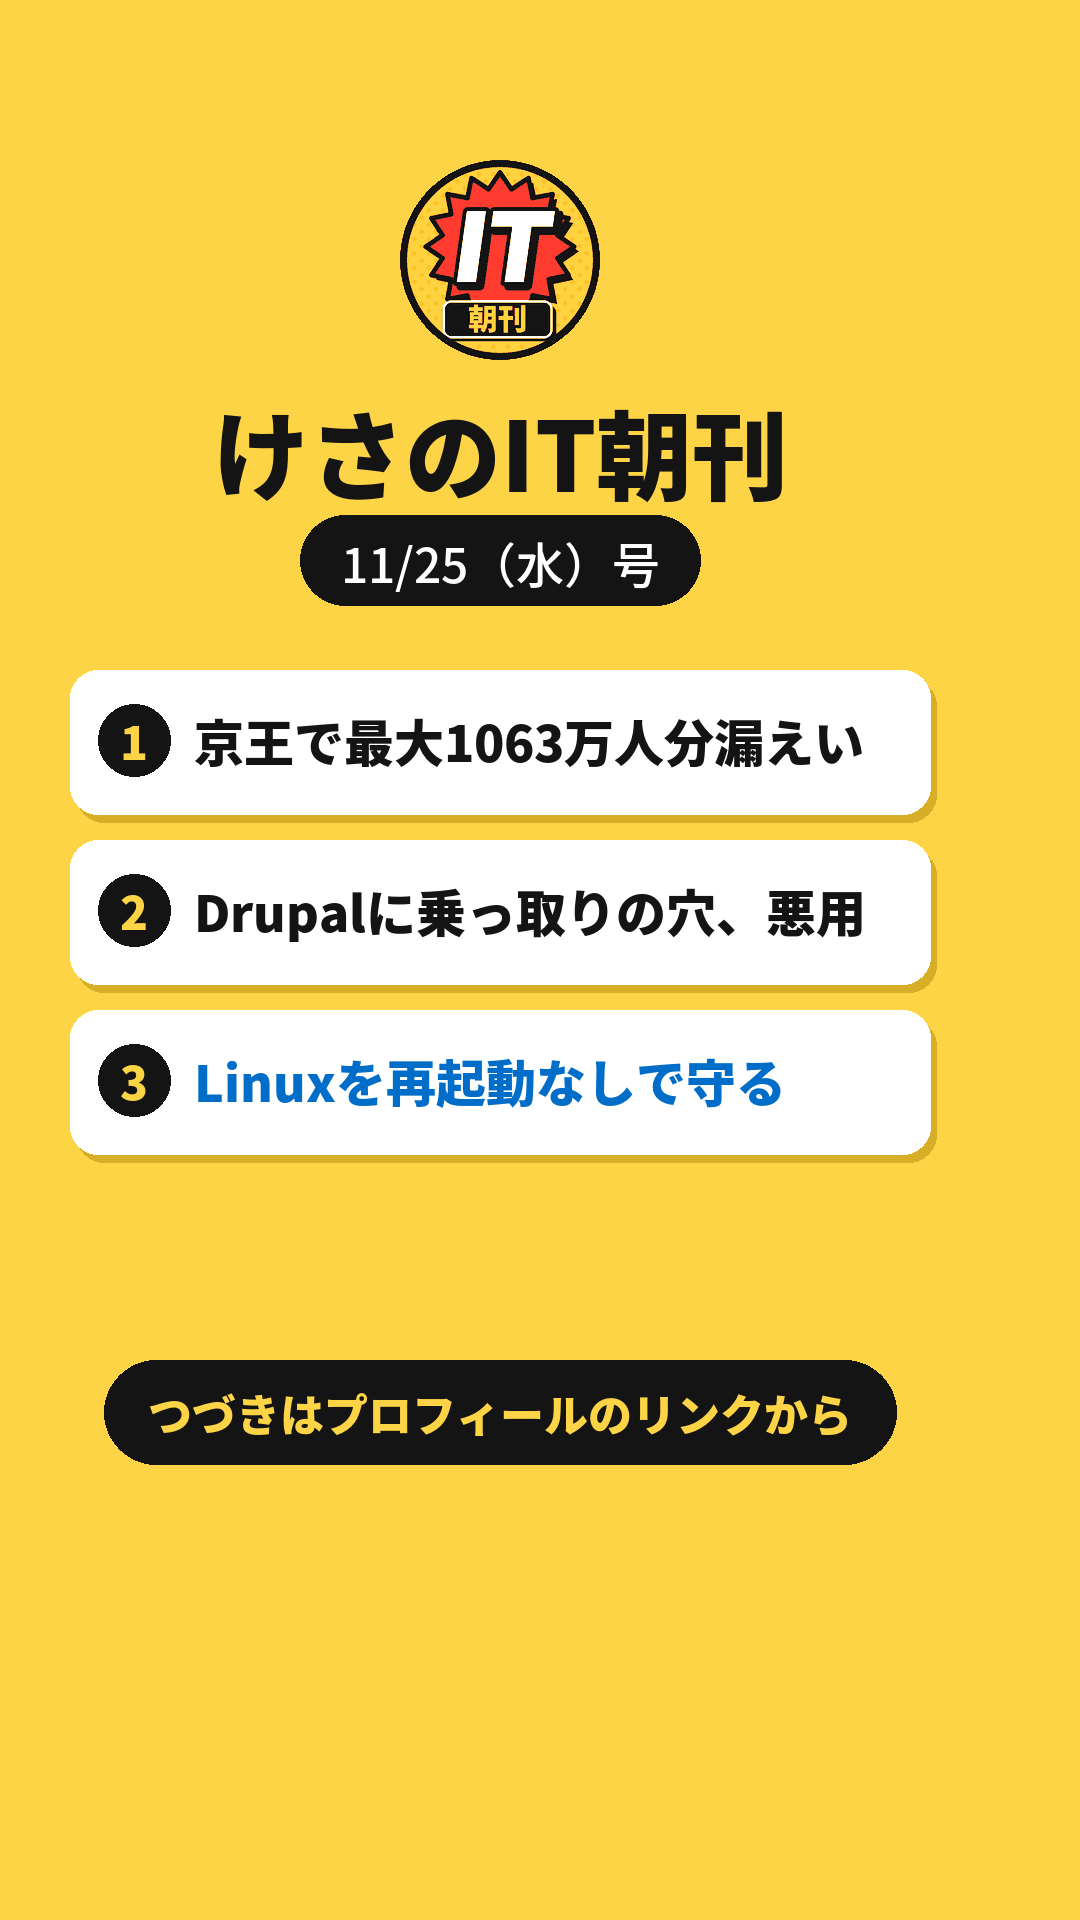 IT
朝刊
けさのIT朝刊
11/25（水）号
1 京王で最大1063万人分漏えい
2 Drupalに乗っ取りの穴、悪用
3 Linuxを再起動なしで守る
つづきはプロフィールのリンクから